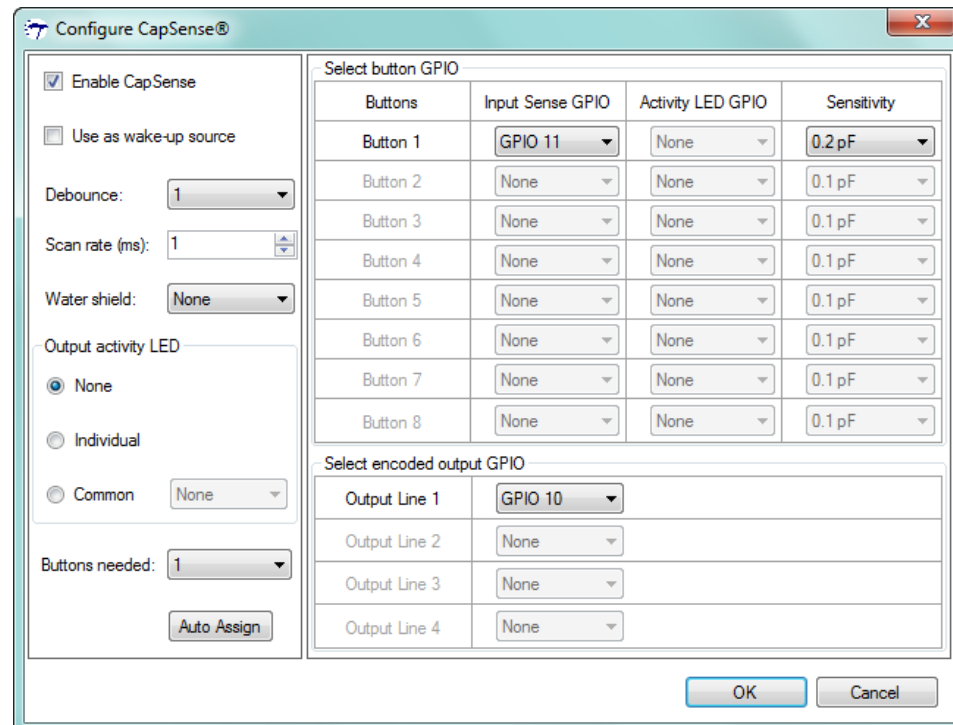 Configure CapSense®
Enable CapSense
Use as wake-up source
Debounce: 1
Scan rate (ms): 1
Water shield: None
Output activity LED
None
Individual
Common None
Buttons needed: 1
Auto Assign
Select button GPIO
Buttons Input Sense GPIO Activity LED GPIO Sensitivity
Button 1 GPIO 11 None 0.2 pF
Button 2 None None 0.1 pF
Button 3 None None 0.1 pF
Button 4 None None 0.1 pF
Button 5 None None 0.1 pF
Button 6 None None 0.1 pF
Button 7 None None 0.1 pF
Button 8 None None 0.1 pF
Select encoded output GPIO
Output Line 1 GPIO 10
Output Line 2 None
Output Line 3 None
Output Line 4 None
OK Cancel